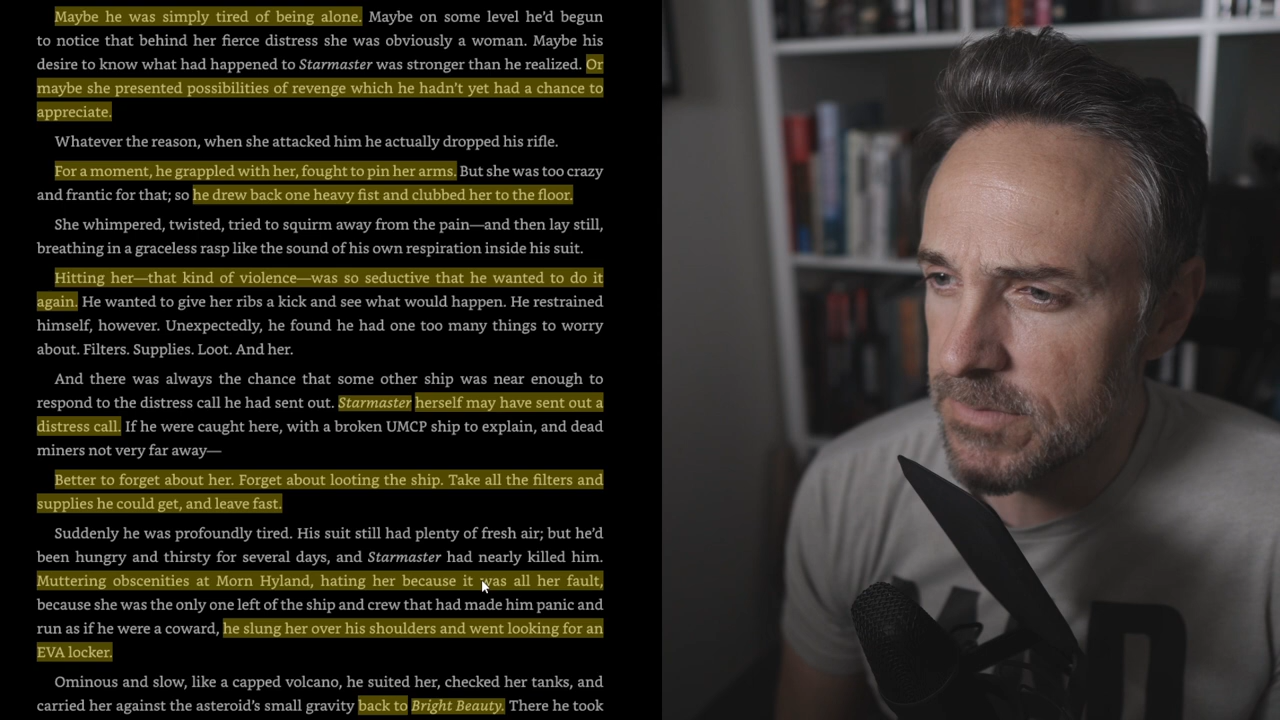 Maybe he was simply tired of being alone. Maybe on some level he’d begun
to notice that behind her fierce distress she was obviously a woman. Maybe his
desire to know what had happened to Starmaster was stronger than he realized. Or
maybe she presented possibilities of revenge which he hadn’t yet had a chance to
appreciate.
Whatever the reason, when she attacked him he actually dropped his rifle.
For a moment, he grappled with her, fought to pin her arms. But she was too crazy
and frantic for that; so he drew back one heavy fist and clubbed her to the floor.
She whimpered, twisted, tried to squirm away from the pain—and then lay still,
breathing in a graceless rasp like the sound of his own respiration inside his suit.
Hitting her—that kind of violence—was so seductive that he wanted to do it
again. He wanted to give her ribs a kick and see what would happen. He restrained
himself, however. Unexpectedly, he found he had one too many things to worry
about. Filters. Supplies. Loot. And her.
And there was always the chance that some other ship was near enough to
respond to the distress call he had sent out. Starmaster herself may have sent out a
distress call. If he were caught here, with a broken UMCP ship to explain, and dead
miners not very far away—
Better to forget about her. Forget about looting the ship. Take all the filters and
supplies he could get, and leave fast.
Suddenly he was profoundly tired. His suit still had plenty of fresh air; but he’d
been hungry and thirsty for several days, and Starmaster had nearly killed him.
Muttering obscenities at Morn Hyland, hating her because it was all her fault,
because she was the only one left of the ship and crew that had made him panic and
run as if he were a coward, he slung her over his shoulders and went looking for an
EVA locker.
Ominous and slow, like a capped volcano, he suited her, checked her tanks, and
carried her against the asteroid’s small gravity back to Bright Beauty. There he took